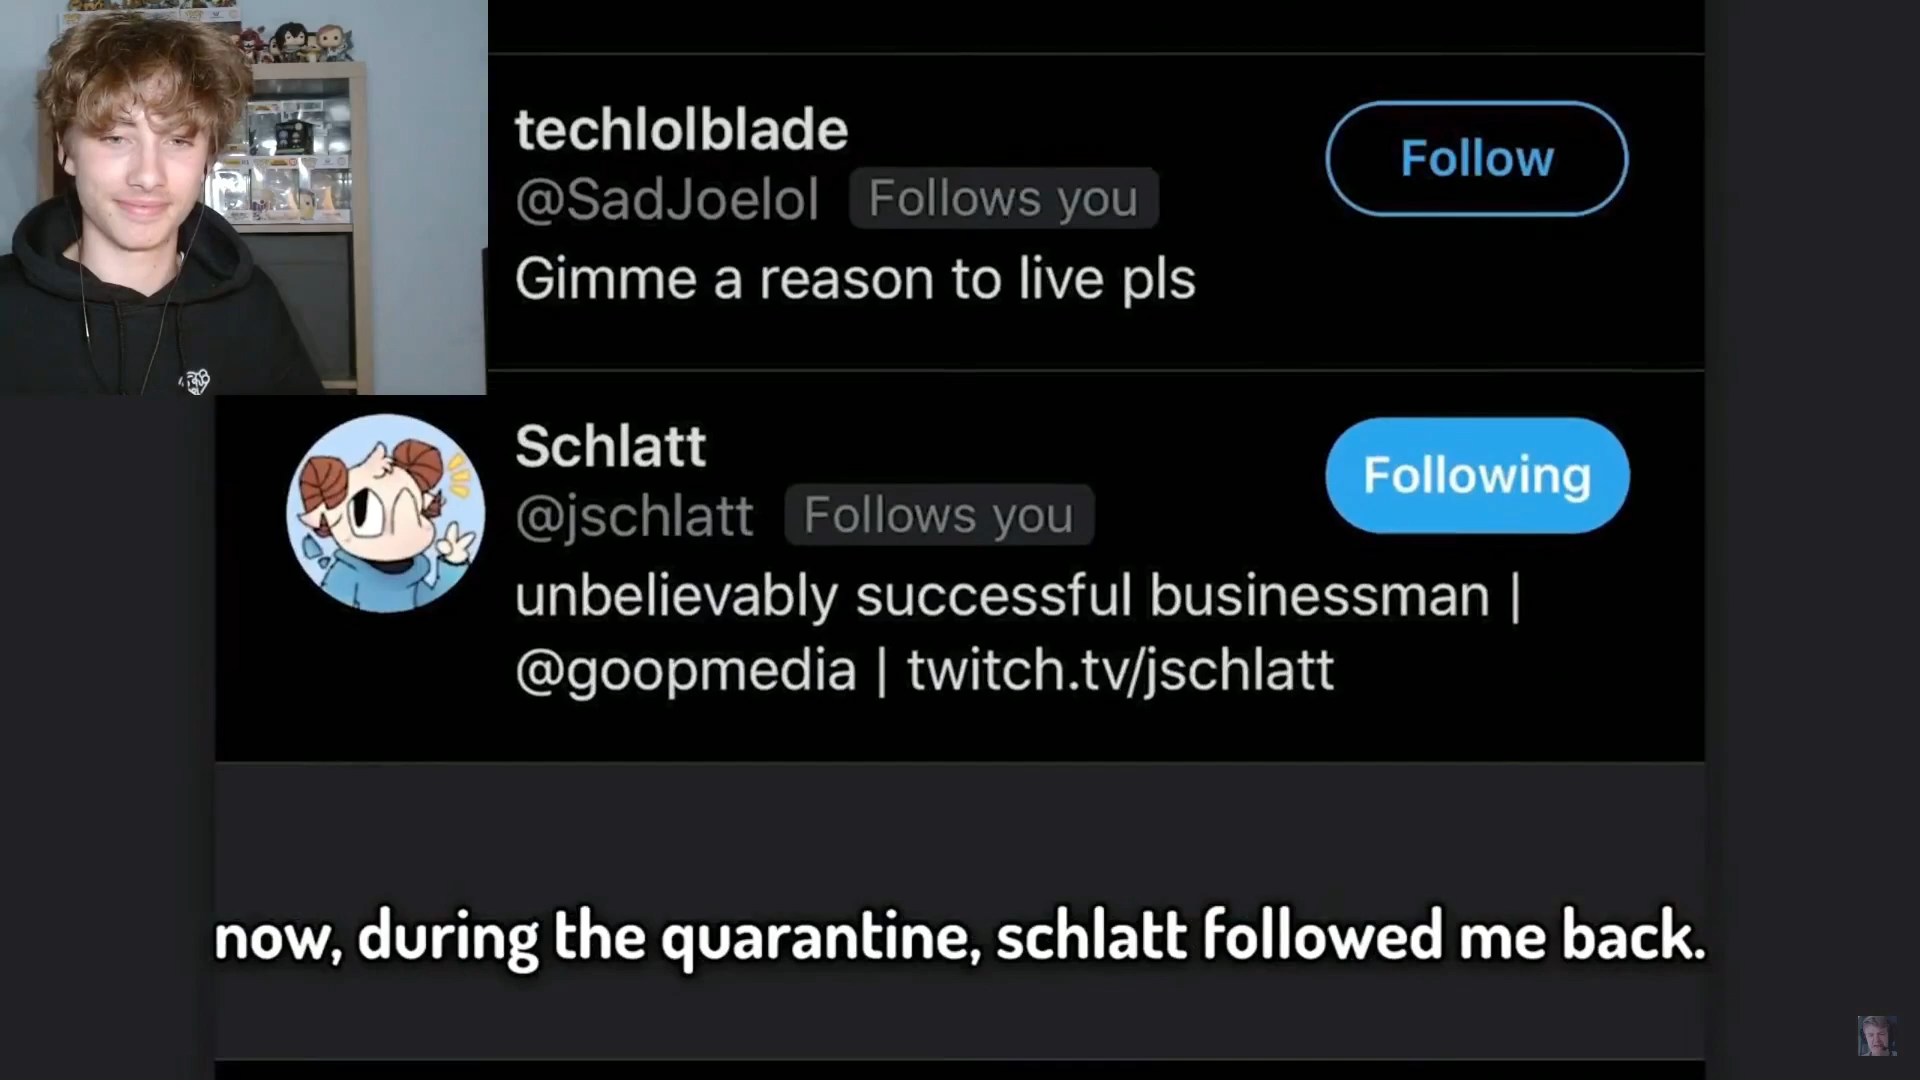 techlolblade
@SadJoelol Follows you
Follow
Gimme a reason to live pls
Schlatt
@jschlatt Follows you
Following
unbelievably successful businessman |
@goopmedia | twitch.tv/jschlatt
now, during the quarantine, schlatt followed me back.